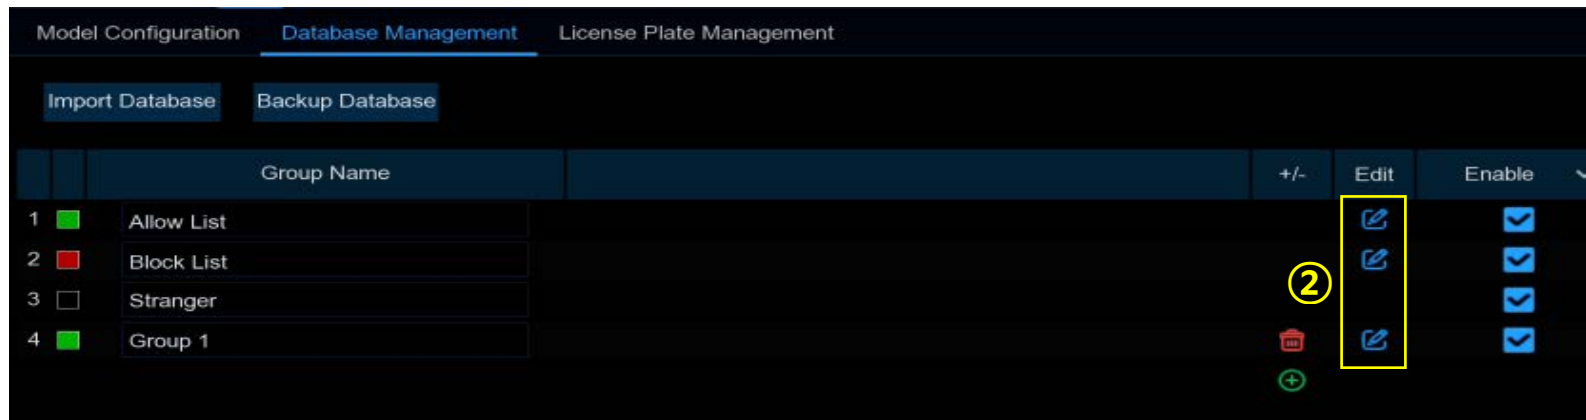 Model Configuration Database Management License Plate Management
Import Database Backup Database
Group Name +/- Edit Enable
1 Allow List
2 Block List
②
3 Stranger
4 Group 1